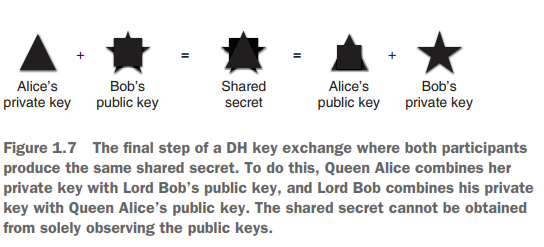 + = = +
Alice's Bob's Shared Alice's Bob's
private key public key secret public key private key
Figure 1.7 The final step of a DH key exchange where both participants
produce the same shared secret. To do this, Queen Alice combines her
private key with Lord Bob's public key, and Lord Bob combines his private
key with Queen Alice's public key. The shared secret cannot be obtained
from solely observing the public keys.